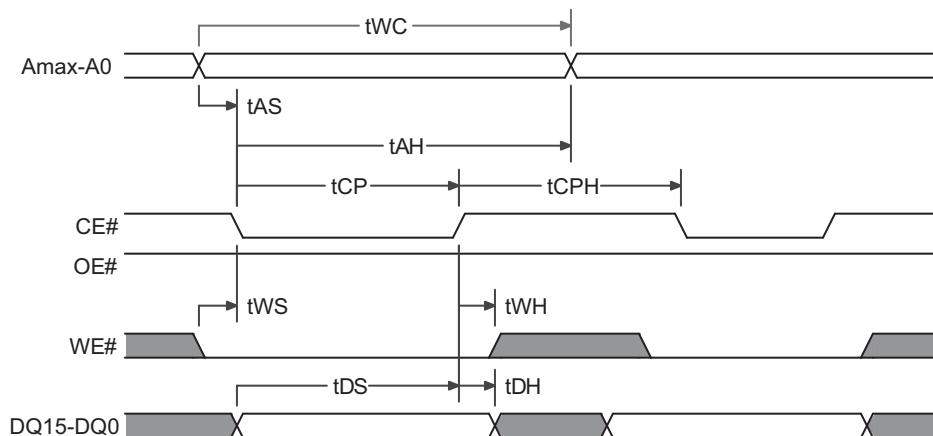 tWC
Amax-A0
tAS
tAH
tCP
tCPH
CE#
OE#
tWS
tWH
WE#
tDS
tDH
DQ15-DQ0